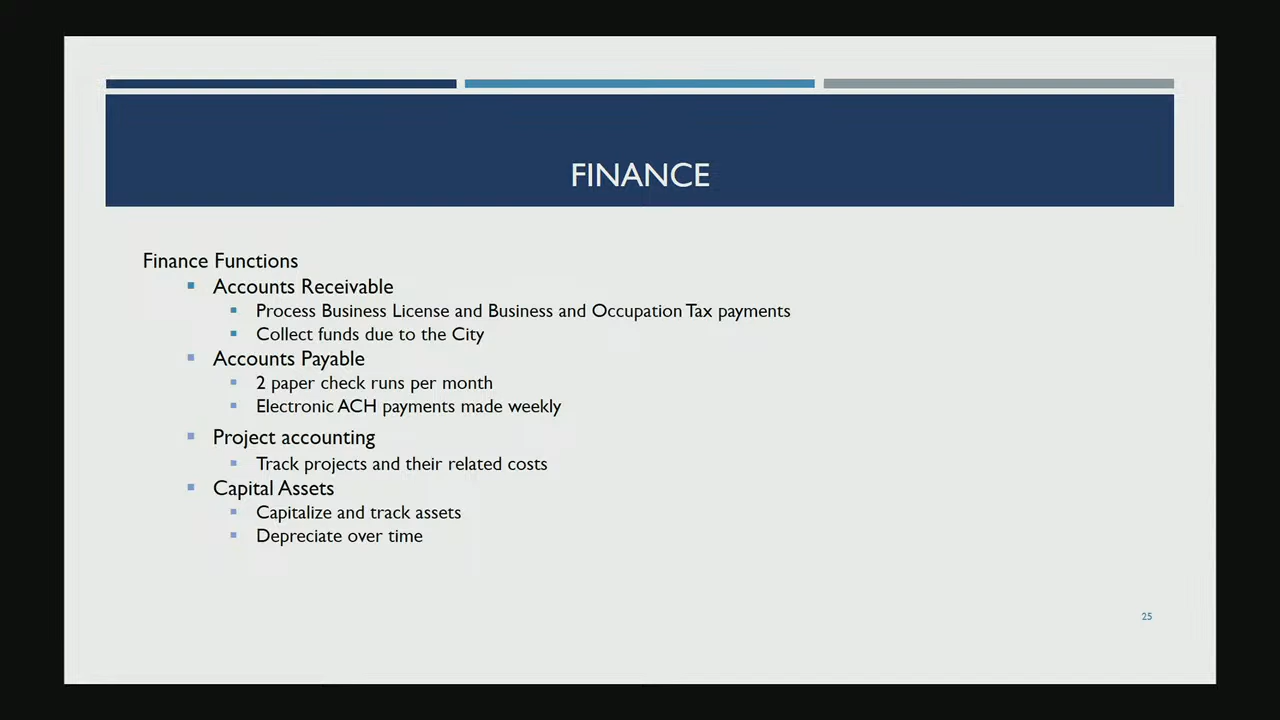 FINANCE
Finance Functions
Accounts Receivable
Process Business License and Business and Occupation Tax payments
Collect funds due to the City
Accounts Payable
2 paper check runs per month
Electronic ACH payments made weekly
Project accounting
Track projects and their related costs
Capital Assets
Capitalize and track assets
Depreciate over time
25